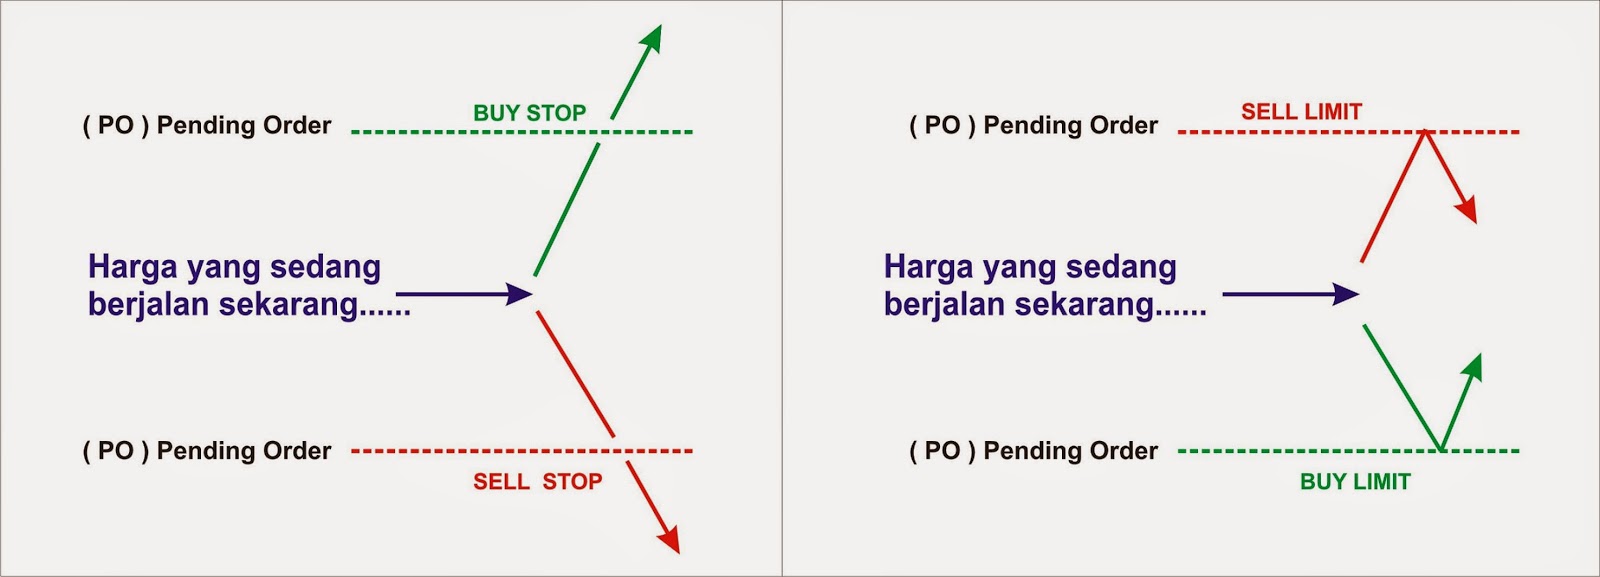 BUY STOP
( PO ) Pending Order
Harga yang sedang
berjalan sekarang......
( PO ) Pending Order
SELL STOP
SELL LIMIT
( PO ) Pending Order
Harga yang sedang
berjalan sekarang......
( PO ) Pending Order
BUY LIMIT